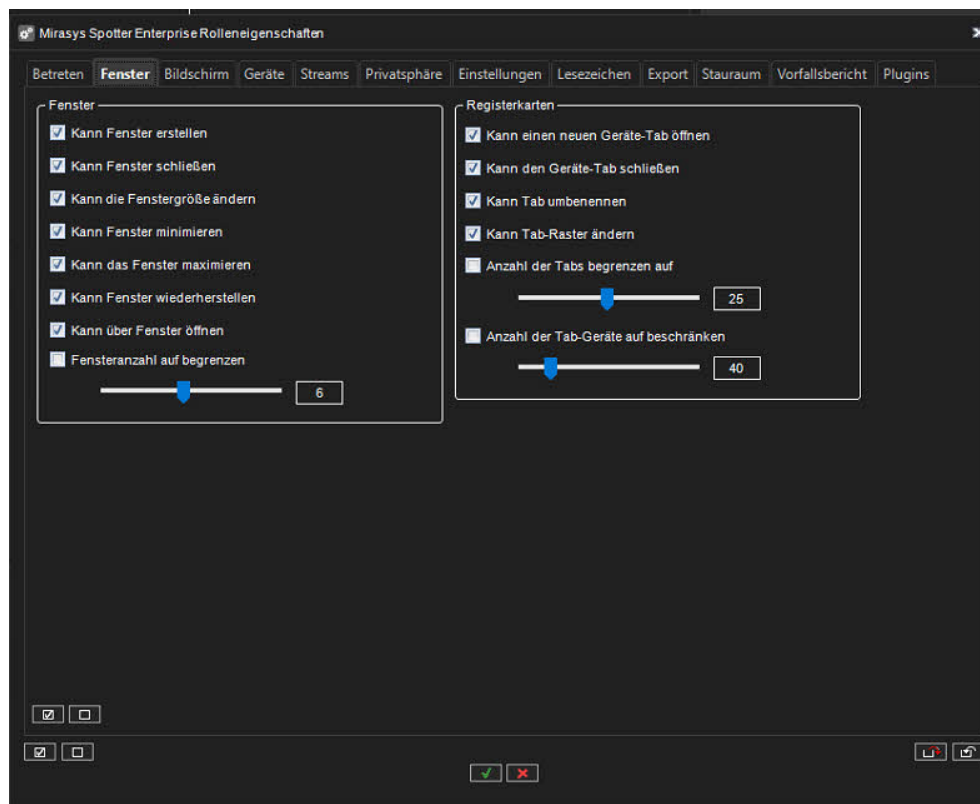 Mirasys Spotter Enterprise Rolleneigenschaften
Betreten Fenster Bildschirm Geräte Streams Privatsphäre Einstellungen Lesezeichen Export Stauraum Vorfallsbericht Plugins
Fenster
Kann Fenster erstellen
Kann Fenster schließen
Kann die Fenstergröße ändern
Kann Fenster minimieren
Kann das Fenster maximieren
Kann Fenster wiederherstellen
Kann über Fenster öffnen
Fensteranzahl auf begrenzen
6
Registerkarten
Kann einen neuen Geräte-Tab öffnen
Kann den Geräte-Tab schließen
Kann Tab umbenennen
Kann Tab-Raster ändern
Anzahl der Tabs begrenzen auf
25
Anzahl der Tab-Geräte auf beschränken
40